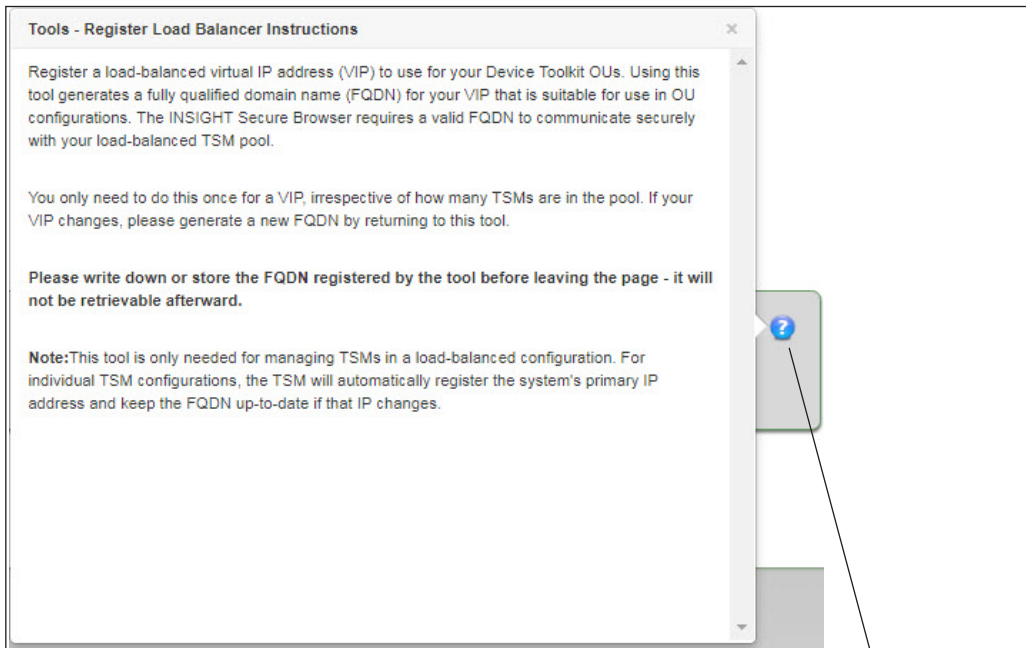 Tools - Register Load Balancer Instructions
×
Register a load-balanced virtual IP address (VIP) to use for your Device Toolkit OUs. Using this
tool generates a fully qualified domain name (FQDN) for your VIP that is suitable for use in OU
configurations. The INSIGHT Secure Browser requires a valid FQDN to communicate securely
with your load-balanced TSM pool.
You only need to do this once for a VIP, irrespective of how many TSMs are in the pool. If your
VIP changes, please generate a new FQDN by returning to this tool.
Please write down or store the FQDN registered by the tool before leaving the page - it will
not be retrievable afterward.
?
Note:This tool is only needed for managing TSMs in a load-balanced configuration. For
individual TSM configurations, the TSM will automatically register the system's primary IP
address and keep the FQDN up-to-date if that IP changes.